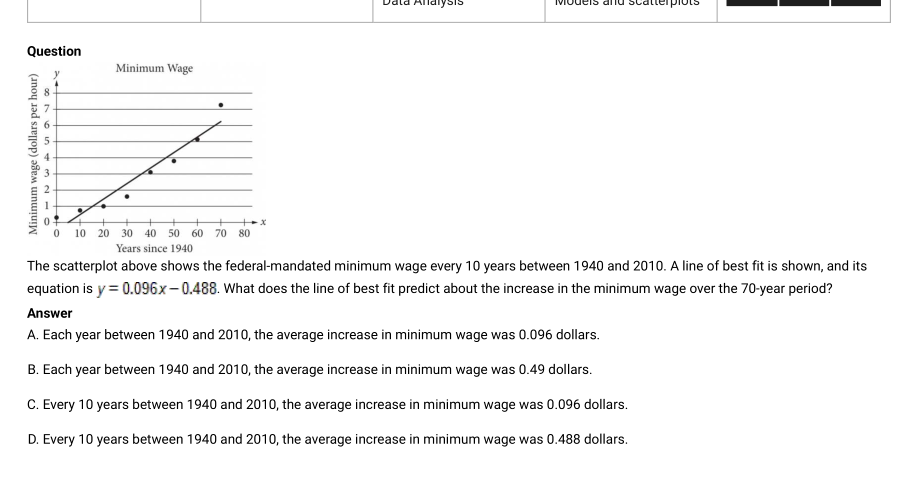 Data Analysis
Models and scatterplots
Question
Minimum Wage
y
Minimum wage (dollars per hour)
8
7
6
5
4
3
2
1
0
x
0 10 20 30 40 50 60 70 80
Years since 1940
The scatterplot above shows the federal-mandated minimum wage every 10 years between 1940 and 2010. A line of best fit is shown, and its
equation is y = 0.096x − 0.488. What does the line of best fit predict about the increase in the minimum wage over the 70-year period?
Answer
A. Each year between 1940 and 2010, the average increase in minimum wage was 0.096 dollars.
B. Each year between 1940 and 2010, the average increase in minimum wage was 0.49 dollars.
C. Every 10 years between 1940 and 2010, the average increase in minimum wage was 0.096 dollars.
D. Every 10 years between 1940 and 2010, the average increase in minimum wage was 0.488 dollars.